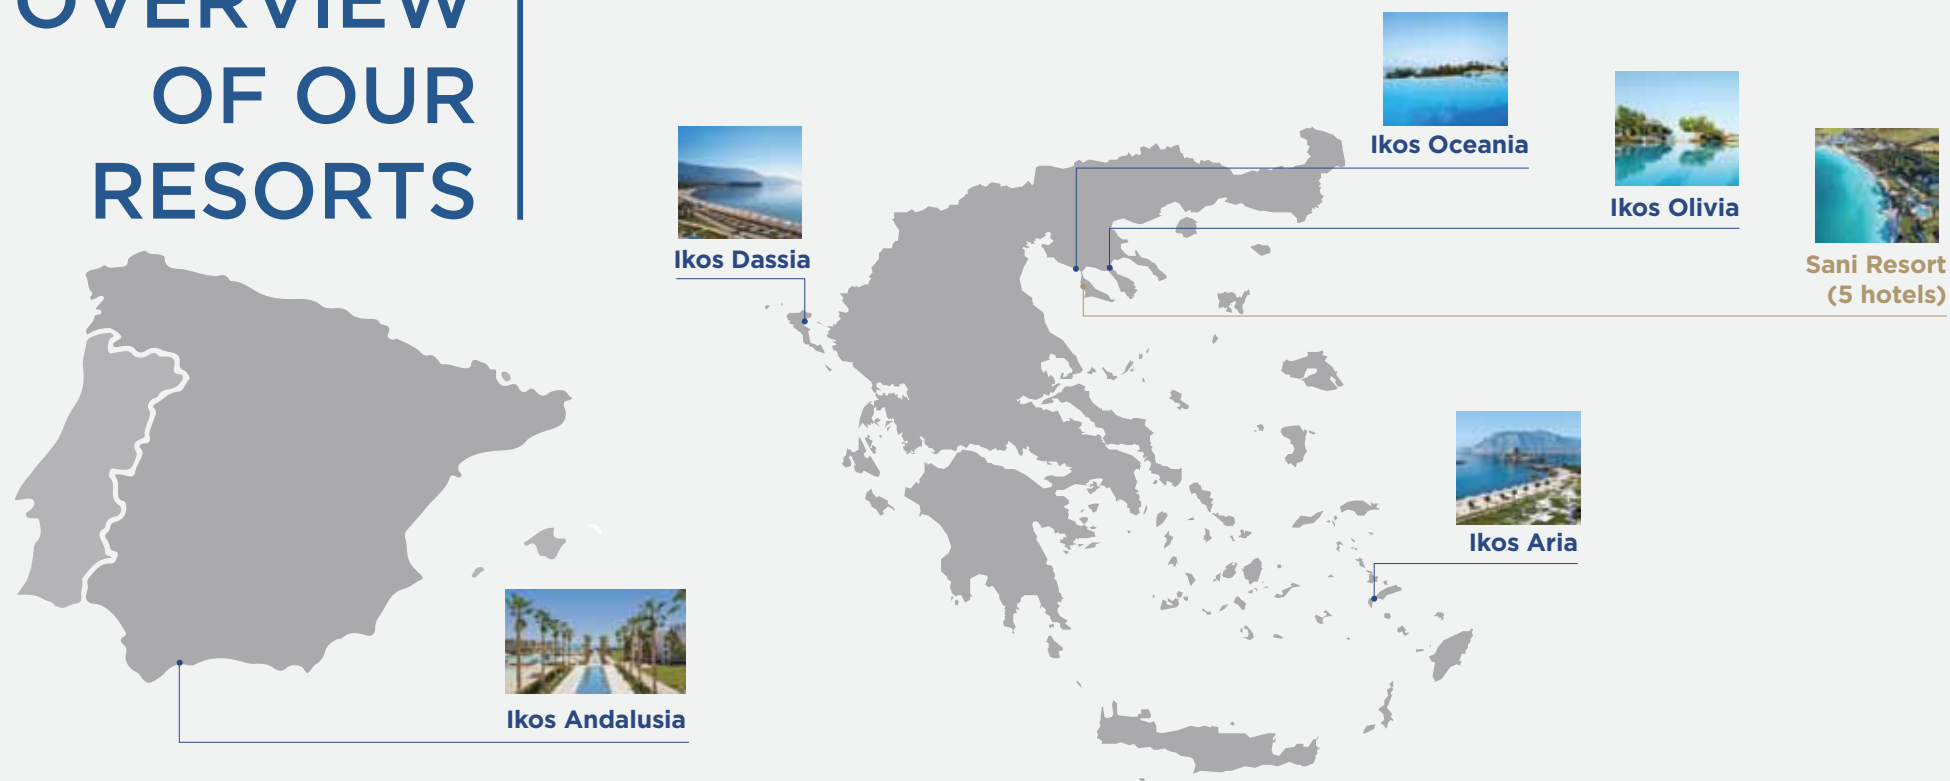 OVERVIEW
OF OUR
RESORTS
Ikos Oceania
Ikos Olivia
Ikos Dassia
Sani Resort
(5 hotels)
Ikos Aria
Ikos Andalusia